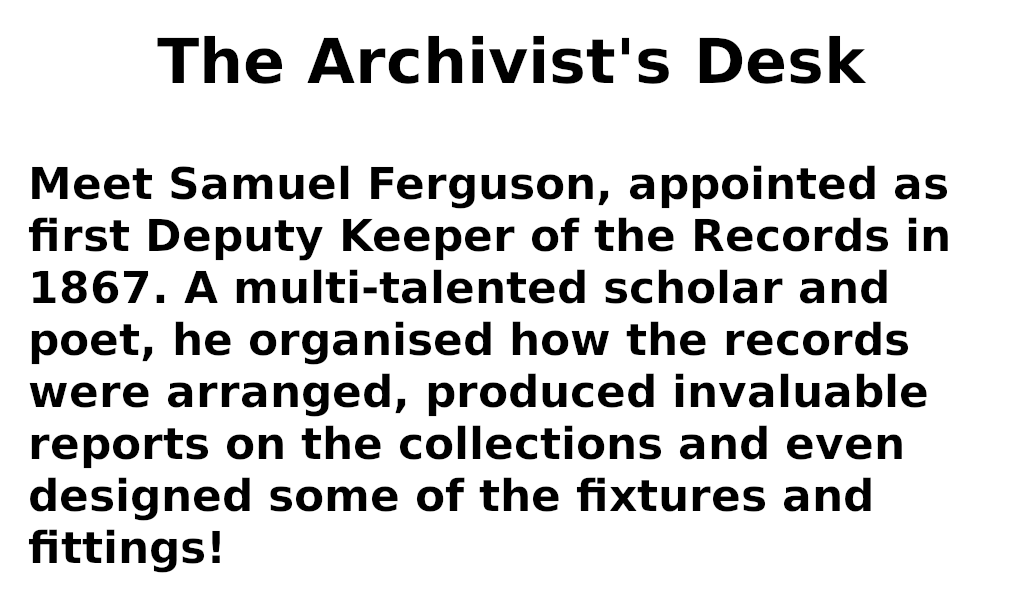 The Archivist's Desk
Meet Samuel Ferguson, appointed as
first Deputy Keeper of the Records in
1867. A multi-talented scholar and
poet, he organised how the records
were arranged, produced invaluable
reports on the collections and even
designed some of the fixtures and
fittings!